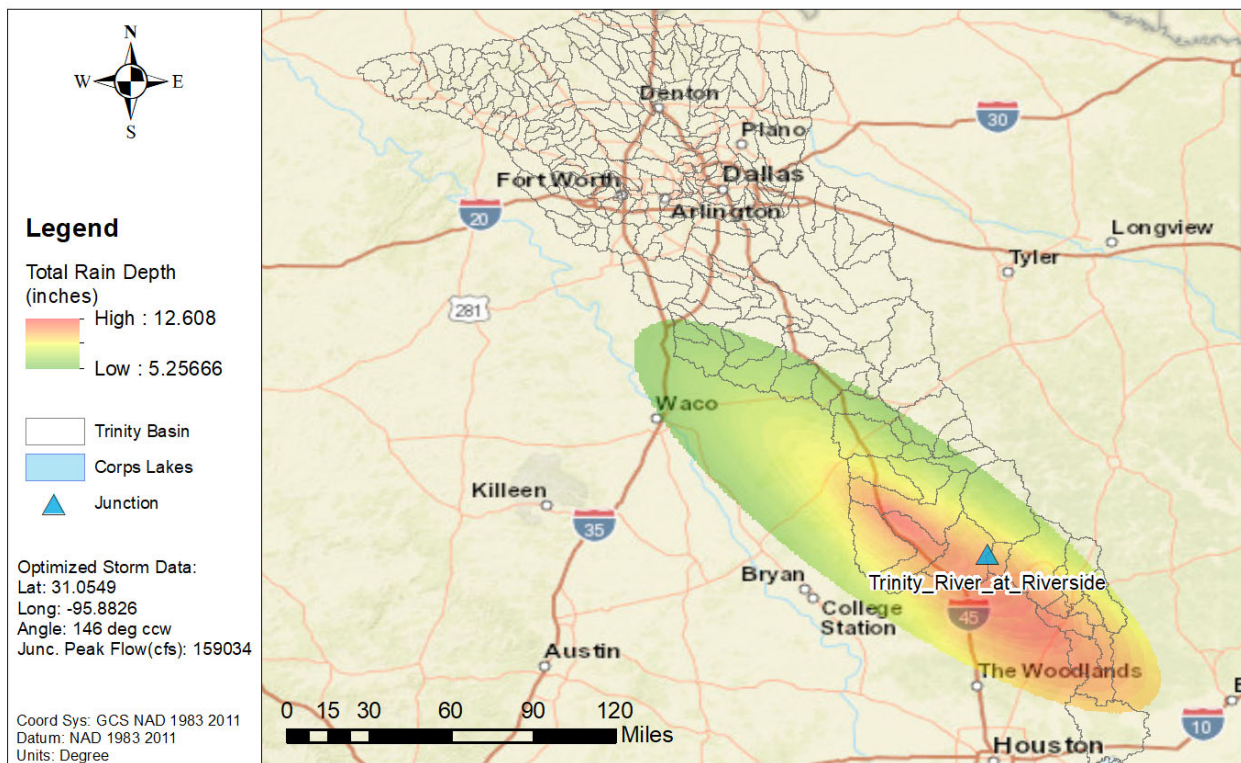 N
W E
S
Legend
Total Rain Depth
(inches)
High : 12.608
Low : 5.25666
Trinity Basin
Corps Lakes
Junction
Optimized Storm Data:
Lat: 31.0549
Long: -95.8826
Angle: 146 deg ccw
Junc. Peak Flow(cfs): 159034
Coord Sys: GCS NAD 1983 2011
Datum: NAD 1983 2011
Units: Degree
Denton
30
Plano
Fort Worth
Dallas
Arlington
20
Longview
Tyler
281
Waco
Killeen
35
Trinity_River_at_Riverside
Bryan
College
Station
45
Austin
The Woodlands
B
10
0 15 30 60 90 120
Miles
Houston